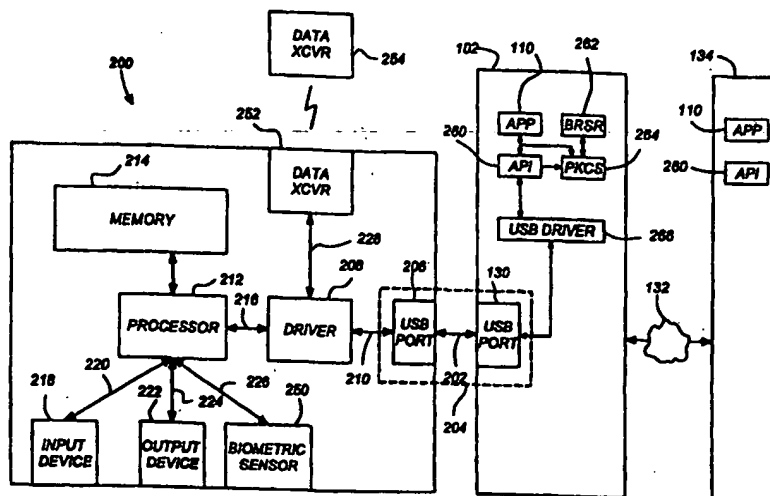 200
DATA
XCVR
254
252
DATA
XCVR
214
MEMORY
228
212
PROCESSOR
216
208
DRIVER
210
206
USB
PORT
202
204
130
USB
PORT
218
INPUT
DEVICE
220
222
OUTPUT
DEVICE
224
226
250
BIOMETRIC
SENSOR
102
110
262
APP
BRSR
260
API
PKCS
264
USB DRIVER
266
132
134
110
APP
260
API